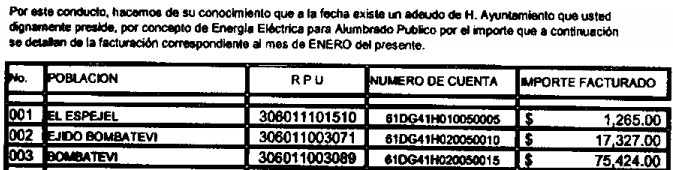 Por este conducto, hacemos de su conocimiento que a la fecha existe un adeudo de H. Ayuntamiento que usted
dignamente preside, por concepto de Energía Eléctrica para Alumbrado Publico por el importe que a continuación
se detallan de la facturación correspondiente al mes de ENERO del presente.
No. POBLACION R P U NUMERO DE CUENTA IMPORTE FACTURADO
001 EL ESPEJEL 306011101510 61DG41H010050005 $ 1,265.00
002 EJIDO BOMBATEVI 306011003071 61DG41H020050010 $ 17,327.00
003 BOMBATEVI 306011003089 61DG41H020050015 $ 75,424.00